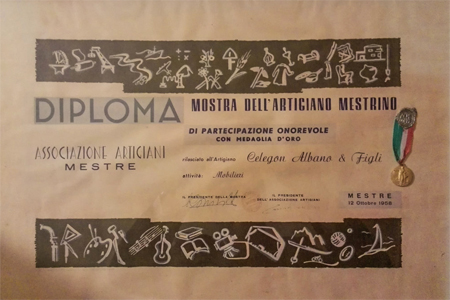 DIPLOMA
MOSTRA DELL'ARTIGIANO MESTRINO
DI PARTECIPAZIONE ONOREVOLE
CON MEDAGLIA D'ORO
ASSOCIAZIONE ARTIGIANI
MESTRE
rilasciato all'Artigiano Celegon Albano & Figli
attività: Mobilieri
IL PRESIDENTE DELLA MOSTRA
IL PRESIDENTE
DELL'ASSOCIAZIONE ARTIGIANI
MESTRE
12 Ottobre 1958